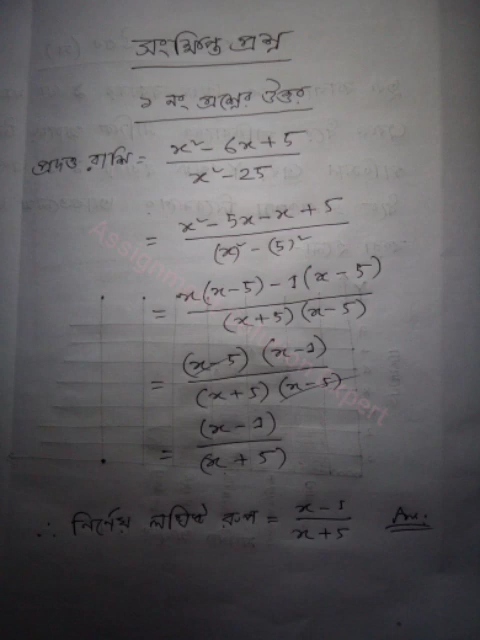 সংক্ষিপ্ত প্রশ্ন
১ নং প্রশ্নের উত্তর
প্রদত্ত রাশি = x² - 6x + 5 / x² - 25
= x² - 5x - x + 5 / (x)² - (5)²
= x(x-5) - 1(x-5) / (x+5)(x-5)
= (x-5)(x-1) / (x+5)(x-5)
= (x-1) / (x+5)
∴ নির্ণেয় লঘিষ্ঠ রূপ = x-1 / x+5 Ans.